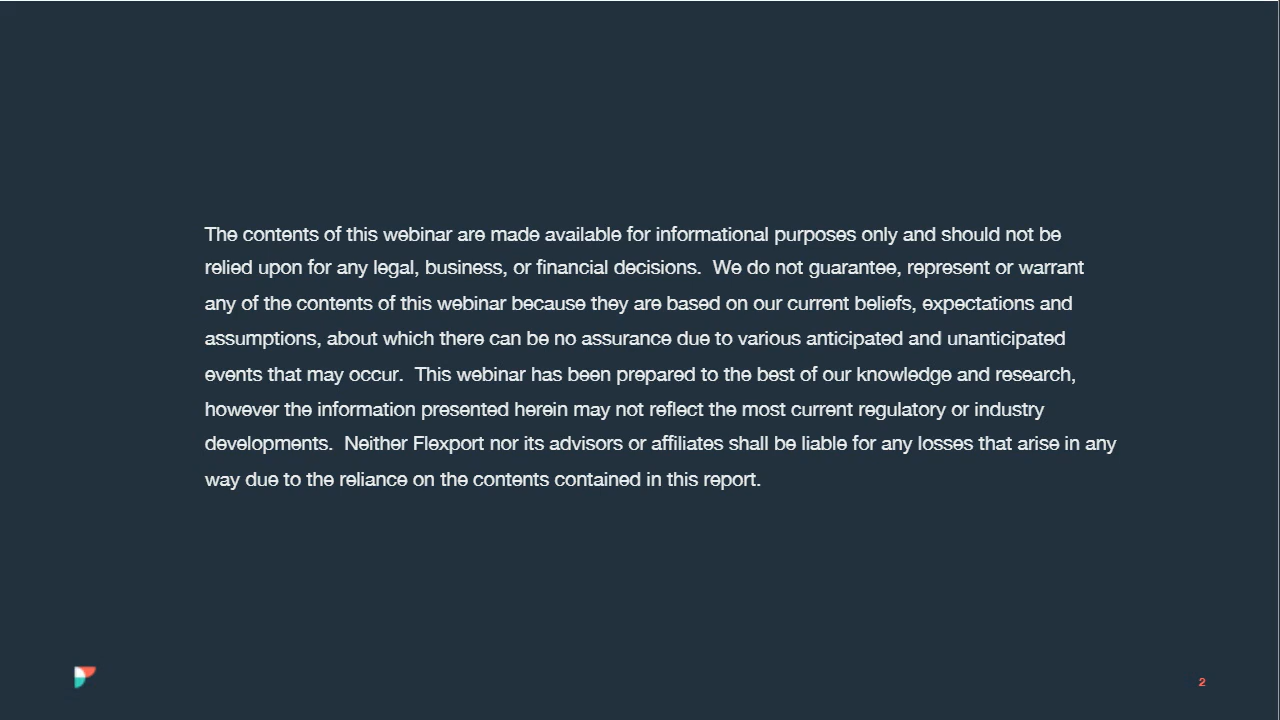 The contents of this webinar are made available for informational purposes only and should not be
relied upon for any legal, business, or financial decisions.  We do not guarantee, represent or warrant
any of the contents of this webinar because they are based on our current beliefs, expectations and
assumptions, about which there can be no assurance due to various anticipated and unanticipated
events that may occur.  This webinar has been prepared to the best of our knowledge and research,
however the information presented herein may not reflect the most current regulatory or industry
developments.  Neither Flexport nor its advisors or affiliates shall be liable for any losses that arise in any
way due to the reliance on the contents contained in this report.
2